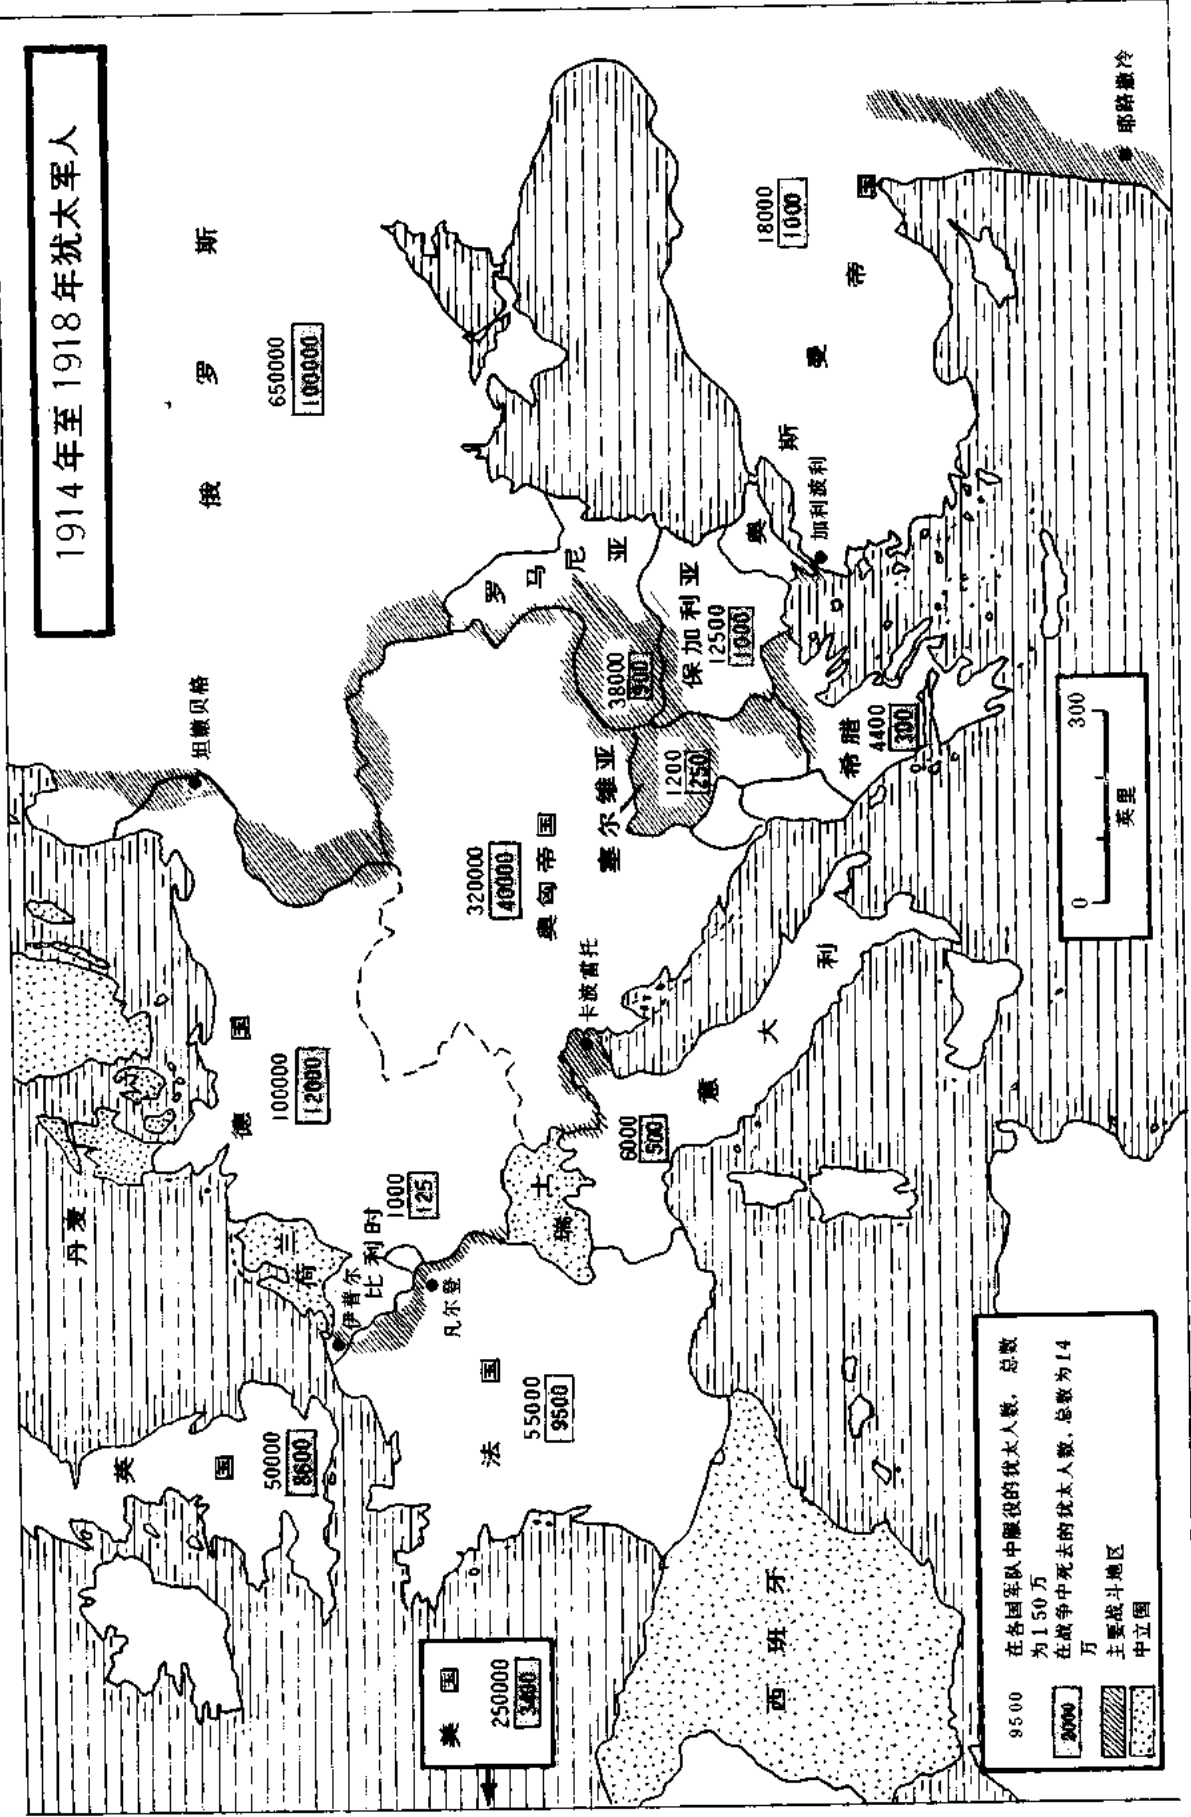 1914年至1918年犹太军人
俄罗斯
650000
100000
坦嫩贝格
丹麦
德国
100000
12000
英国
50000
8600
荷兰
伊普尔
比利时
1000
125
凡尔登
法国
55000
9500
瑞士
美国
250000
3400
西班牙
奥匈帝国
320000
40000
卡波雷托
意大利
6000
500
罗马尼亚
38000
900
塞尔维亚
1200
250
保加利亚
12500
1000
希腊
4400
300
奥斯曼帝国
18000
1000
加利波利
耶路撒冷
0 300
英里
9500 在各国军队中服役的犹太人数，总数
为150万
2000 在战争中死去的犹太人数，总数为14
万
主要战斗地区
中立国